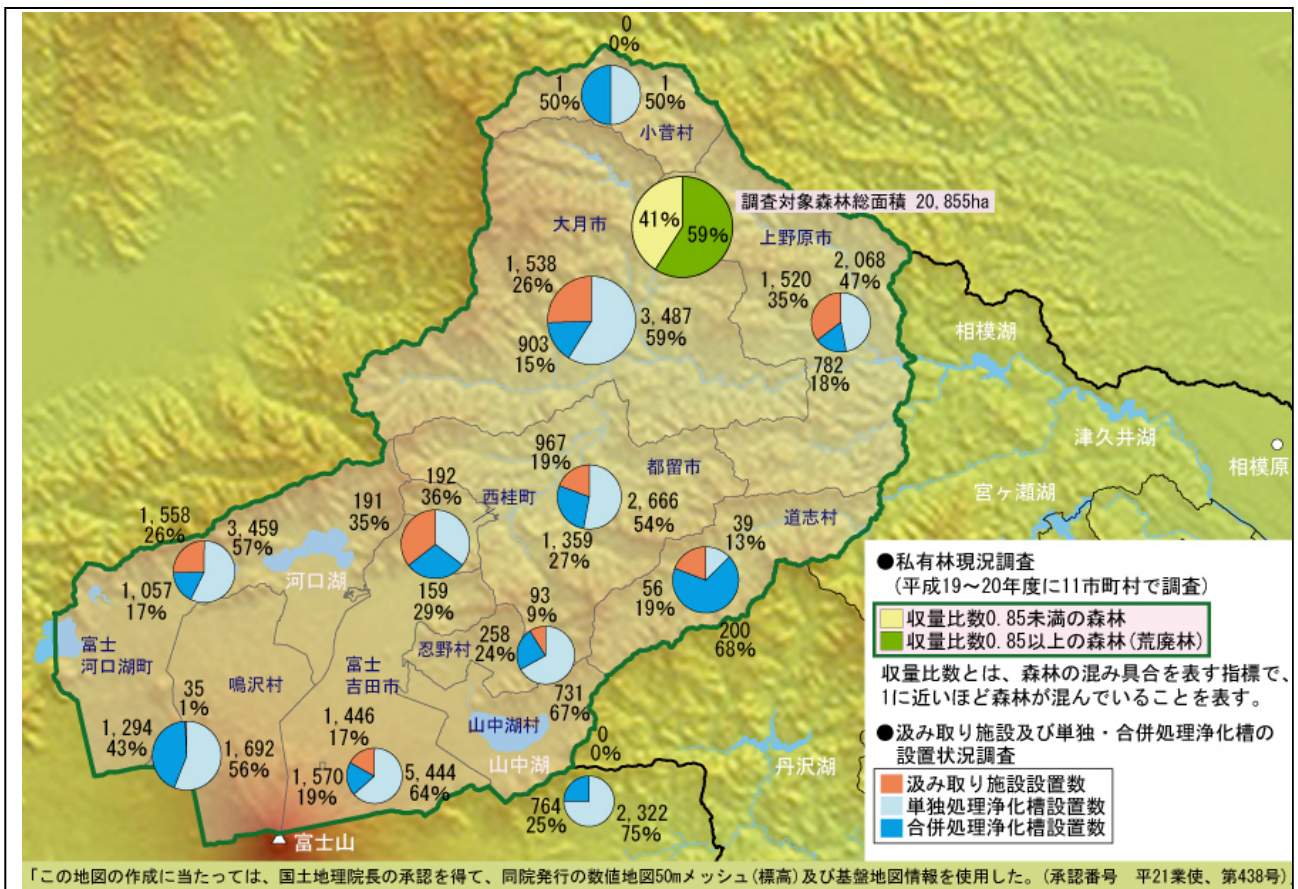 0
0%
1
50%
1
50%
小菅村
調査対象森林総面積 20,855ha
大月市
41%
59%
上野原市
1,538
26%
3,487
59%
903
15%
1,520
35%
2,068
47%
782
18%
相模湖
津久井湖
相模原
宮ヶ瀬湖
967
19%
都留市
西桂町
2,666
54%
1,359
27%
192
36%
191
35%
159
29%
道志村
39
13%
56
19%
200
68%
1,558
26%
3,459
57%
1,057
17%
河口湖
富士
河口湖町
鳴沢村
富士
吉田市
忍野村
93
9%
258
24%
731
67%
山中湖村
山中湖
35
1%
1,294
43%
1,692
56%
1,446
17%
1,570
19%
5,444
64%
0
0%
764
25%
2,322
75%
丹沢湖
富士山
●私有林現況調査
(平成19～20年度に11市町村で調査)
収量比数0.85未満の森林
収量比数0.85以上の森林(荒廃林)
収量比数とは、森林の混み具合を表す指標で、
1に近いほど森林が混んでいることを表す。
●汲み取り施設及び単独・合併処理浄化槽の
設置状況調査
汲み取り施設設置数
単独処理浄化槽設置数
合併処理浄化槽設置数
「この地図の作成に当たっては、国土地理院長の承認を得て、同院発行の数値地図50mメッシュ(標高)及び基盤地図情報を使用した。(承認番号　平21業使、第438号)」